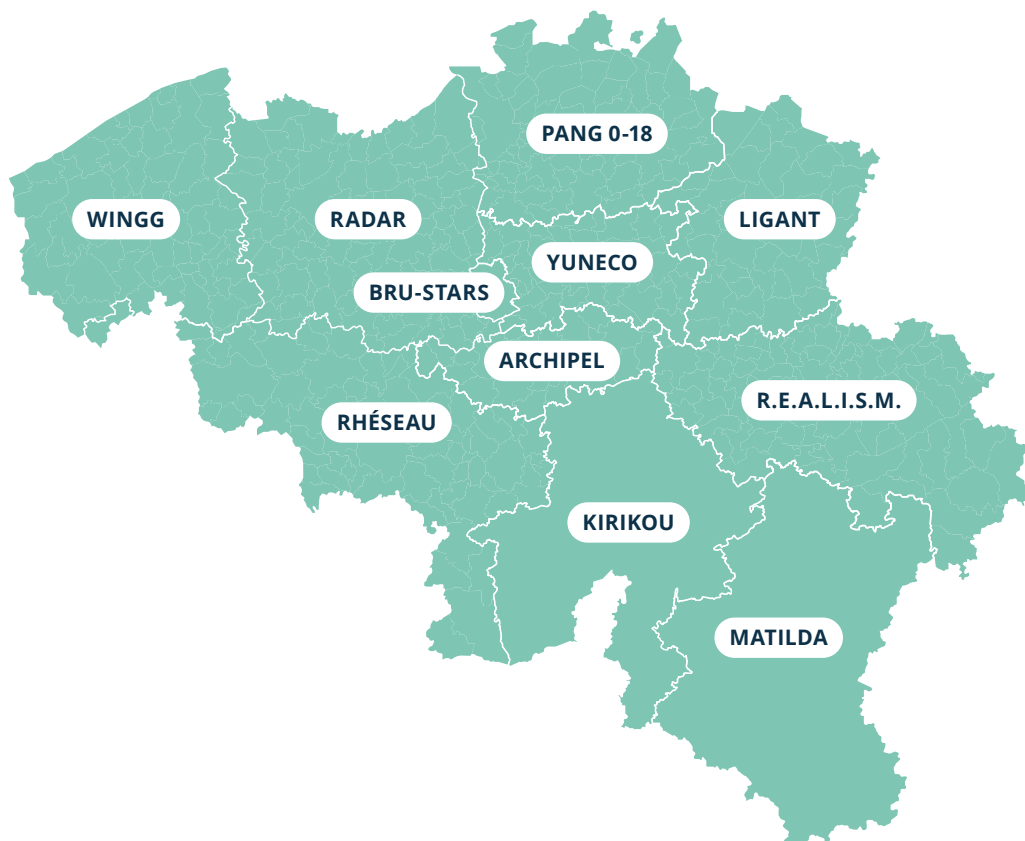 PANG 0-18
WINGG
RADAR
LIGANT
YUNECO
BRU-STARS
ARCHIPEL
R.E.A.L.I.S.M.
RHÉSEAU
KIRIKOU
MATILDA